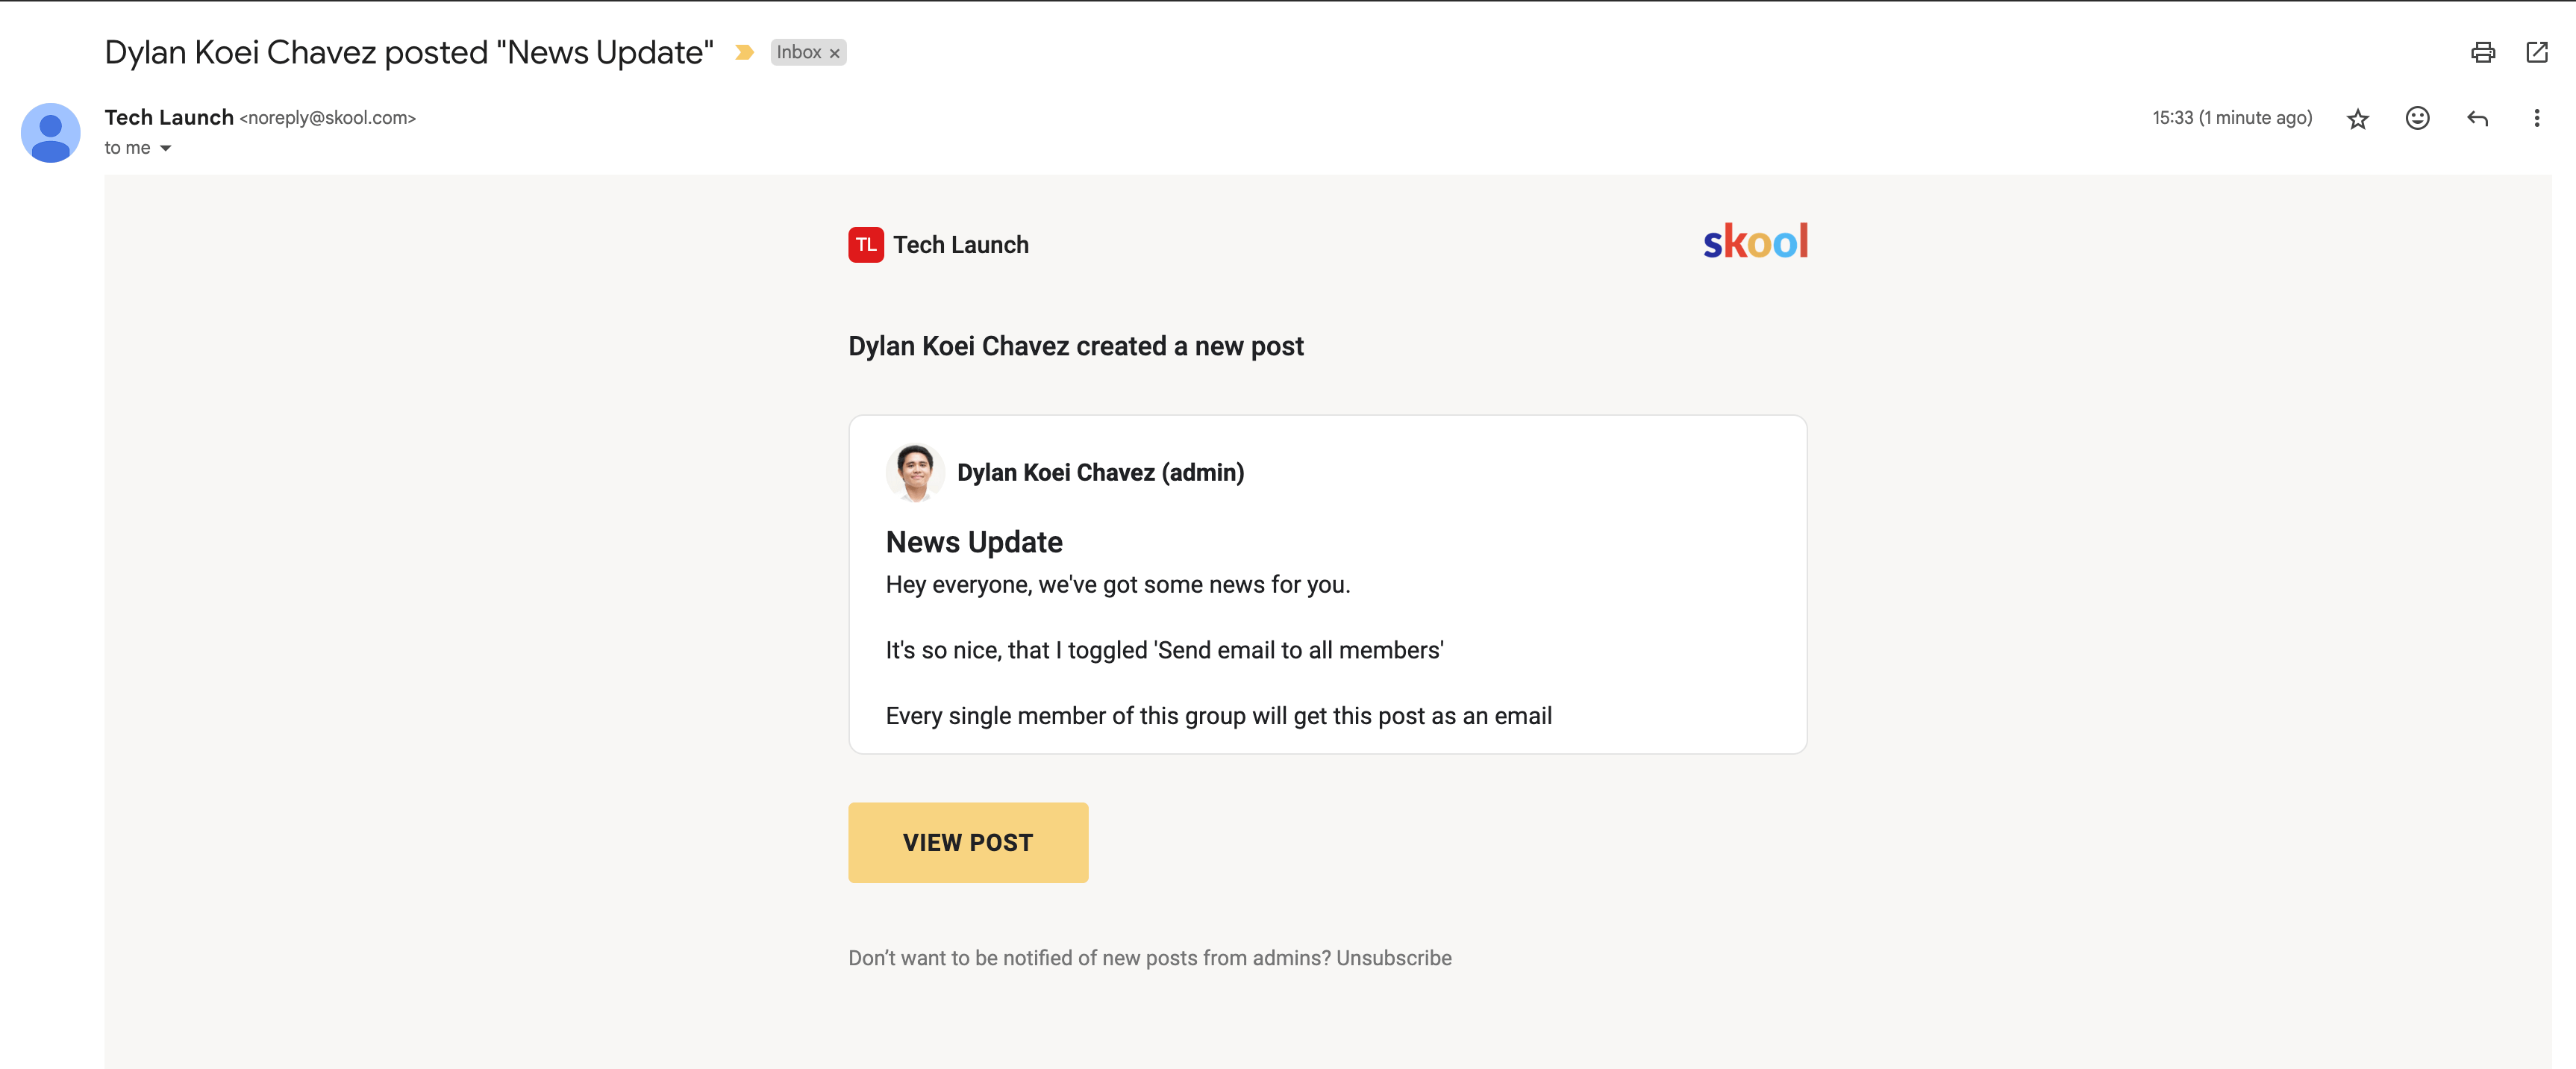 Dylan Koei Chavez posted "News Update"
Inbox ×
Tech Launch <noreply@skool.com>
15:33 (1 minute ago)
to me
TL Tech Launch
skool
Dylan Koei Chavez created a new post
Dylan Koei Chavez (admin)
News Update
Hey everyone, we've got some news for you.
It's so nice, that I toggled 'Send email to all members'
Every single member of this group will get this post as an email
VIEW POST
Don’t want to be notified of new posts from admins? Unsubscribe